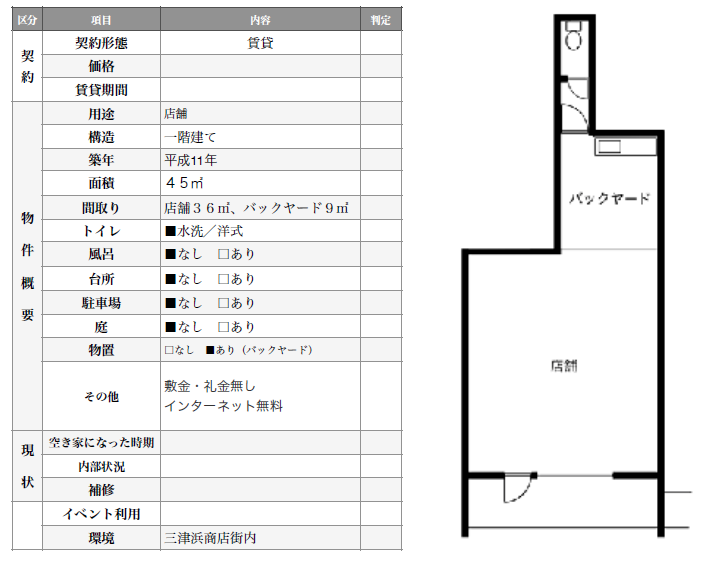 区分 項目 内容 判定
契約
契約形態 賃貸
価格
賃貸期間
物件概要
用途 店舗
構造 一階建て
築年 平成11年
面積 ４５㎡
間取り 店舗３６㎡、バックヤード９㎡
トイレ ■水洗／洋式
風呂 ■なし　□あり
台所 ■なし　□あり
駐車場 ■なし　□あり
庭 ■なし　□あり
物置 □なし　■あり（バックヤード）
その他 敷金・礼金無し
インターネット無料
現状
空き家になった時期
内部状況
補修
イベント利用
環境 三津浜商店街内
バックヤード
店舗